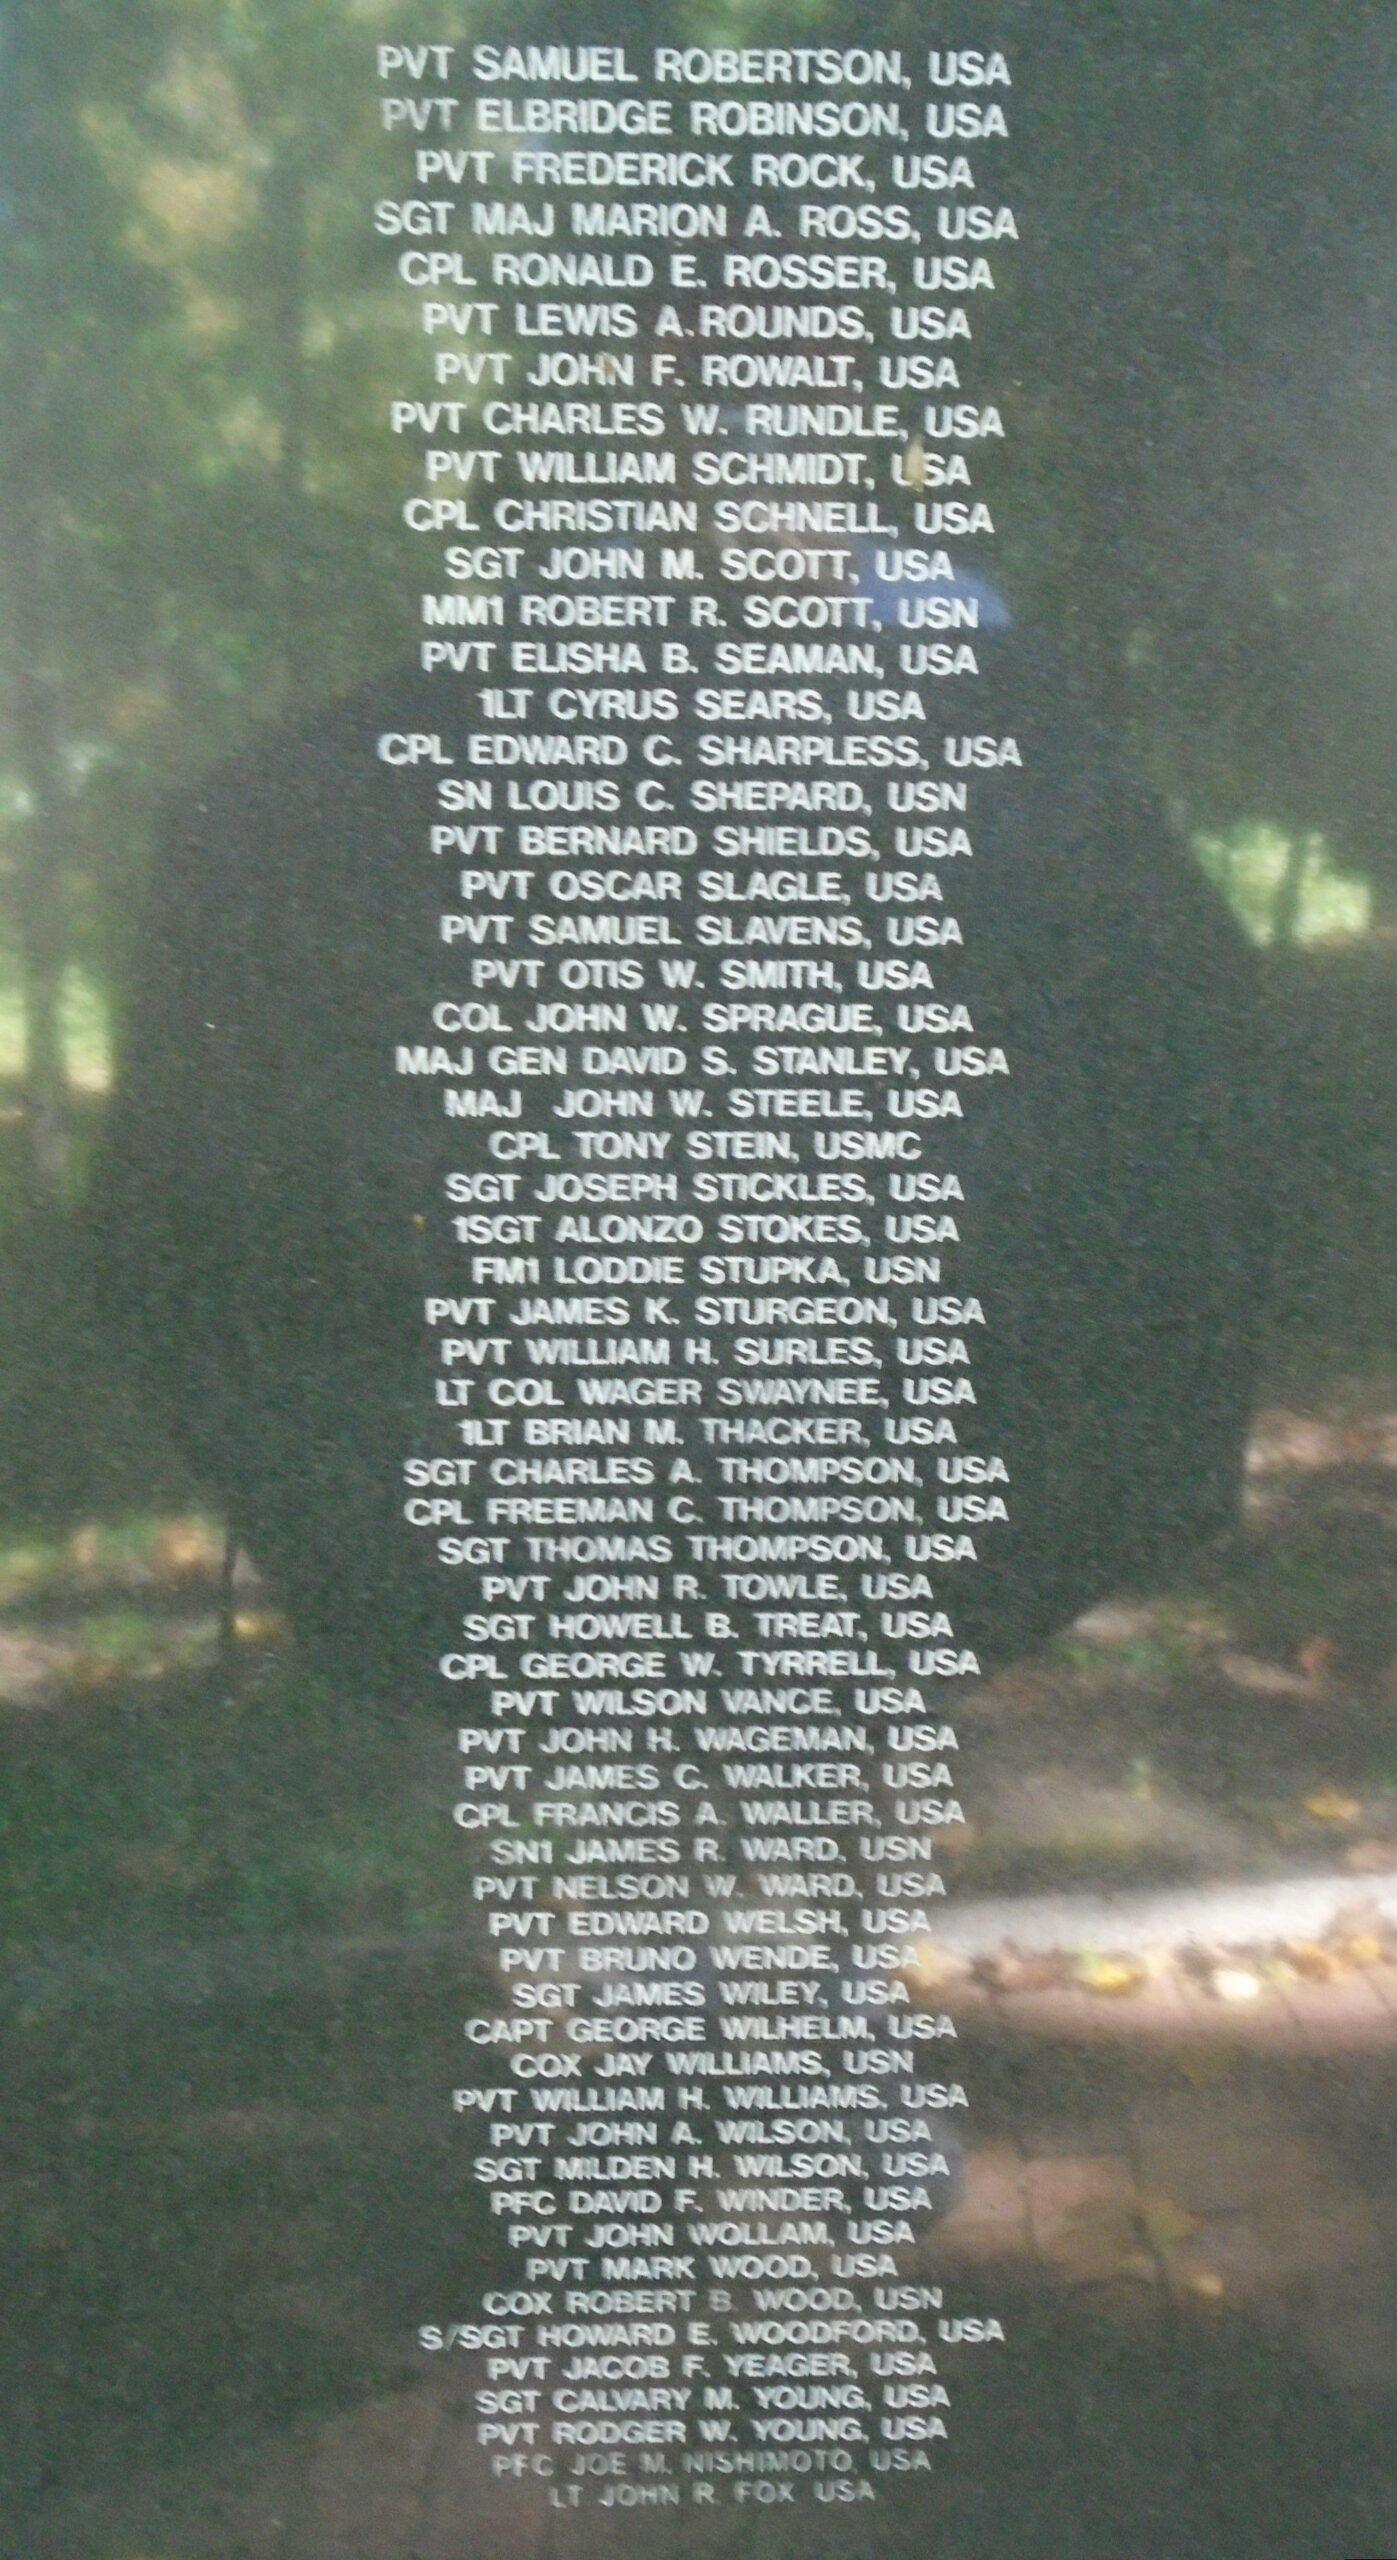 PVT SAMUEL ROBERTSON, USA
PVT ELBRIDGE ROBINSON, USA
PVT FREDERICK ROCK, USA
SGT MAJ MARION A. ROSS, USA
CPL RONALD E. ROSSER, USA
PVT LEWIS A. ROUNDS, USA
PVT JOHN F. ROWALT, USA
PVT CHARLES W. RUNDLE, USA
PVT WILLIAM SCHMIDT, USA
CPL CHRISTIAN SCHNELL, USA
SGT JOHN M. SCOTT, USA
MM1 ROBERT R. SCOTT, USN
PVT ELISHA B. SEAMAN, USA
1LT CYRUS SEARS, USA
CPL EDWARD C. SHARPLESS, USA
SN LOUIS C. SHEPARD, USN
PVT BERNARD SHIELDS, USA
PVT OSCAR SLAGLE, USA
PVT SAMUEL SLAVENS, USA
PVT OTIS W. SMITH, USA
COL JOHN W. SPRAGUE, USA
MAJ GEN DAVID S. STANLEY, USA
MAJ JOHN W. STEELE, USA
CPL TONY STEIN, USMC
SGT JOSEPH STICKLES, USA
1SGT ALONZO STOKES, USA
FM1 LODDIE STUPKA, USN
PVT JAMES K. STURGEON, USA
PVT WILLIAM H. SURLES, USA
LT COL WAGER SWAYNEE, USA
1LT BRIAN M. THACKER, USA
SGT CHARLES A. THOMPSON, USA
CPL FREEMAN C. THOMPSON, USA
SGT THOMAS THOMPSON, USA
PVT JOHN R. TOWLE, USA
SGT HOWELL B. TREAT, USA
CPL GEORGE W. TYRRELL, USA
PVT WILSON VANCE, USA
PVT JOHN H. WAGEMAN, USA
PVT JAMES C. WALKER, USA
CPL FRANCIS A. WALLER, USA
SN1 JAMES R. WARD, USN
PVT NELSON W. WARD, USA
PVT EDWARD WELSH, USA
PVT BRUNO WENDE, USA
SGT JAMES WILEY, USA
CAPT GEORGE WILHELM, USA
COX JAY WILLIAMS, USN
PVT WILLIAM H. WILLIAMS, USA
PVT JOHN A. WILSON, USA
SGT MILDEN H. WILSON, USA
PFC DAVID F. WINDER, USA
PVT JOHN WOLLAM, USA
PVT MARK WOOD, USA
COX ROBERT B. WOOD, USN
S/SGT HOWARD E. WOODFORD, USA
PVT JACOB F. YEAGER, USA
SGT CALVARY M. YOUNG, USA
PVT RODGER W. YOUNG, USA
PFC JOE M. NISHIMOTO, USA
LT JOHN R. FOX USA